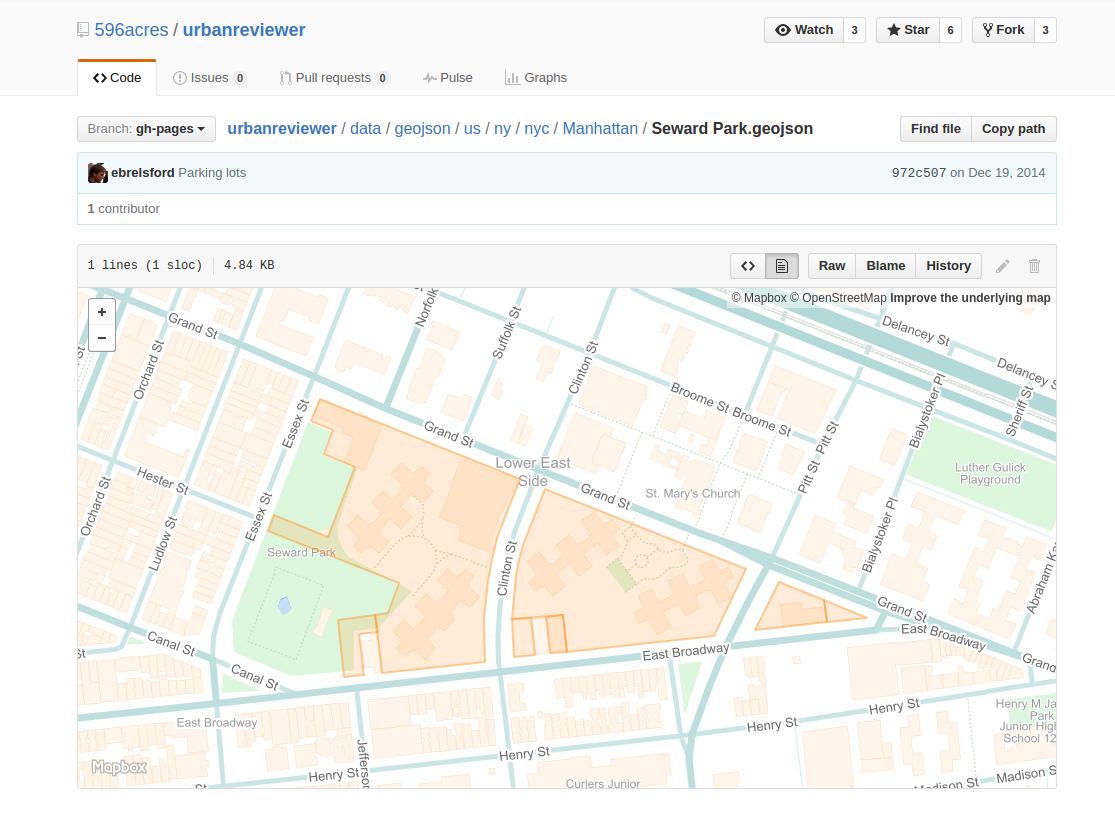 596acres / urbanreviewer
Watch 3 Star 6 Fork 3
Code Issues 0 Pull requests 0 Pulse Graphs
Branch: gh-pages urbanreviewer / data / geojson / us / ny / nyc / Manhattan / Seward Park.geojson Find file Copy path
ebrelsford Parking lots 972c507 on Dec 19, 2014
1 contributor
1 lines (1 sloc) 4.84 KB <> Raw Blame History
© Mapbox © OpenStreetMap Improve the underlying map
+
−
Grand St
Norfolk
Suffolk St
Delancey St
Orchard St
Clinton St
Delancey S
Essex St
Broome St
Broome St
Bialystoker Pl
Sheriff St
Grand St
Pitt St
Lower East
Side
Luther Gulick
Playground
Hester St
Pitt St
Orchard St
Grand St
St. Mary's Church
Essex St
Ludlow St
Bialystoker Pl
Seward Park
Clinton St
Abraham Ka
Grand St
East Broadway
Canal St
East Broadway
St
Grand
Canal St
Henry M Ja
Park
East Broadway
Henry St
Henry St
Junior High
School 12
Jefferson
Henry St
Henry St
Mapbox
Curlers Junior
Madison St
Madison S
St